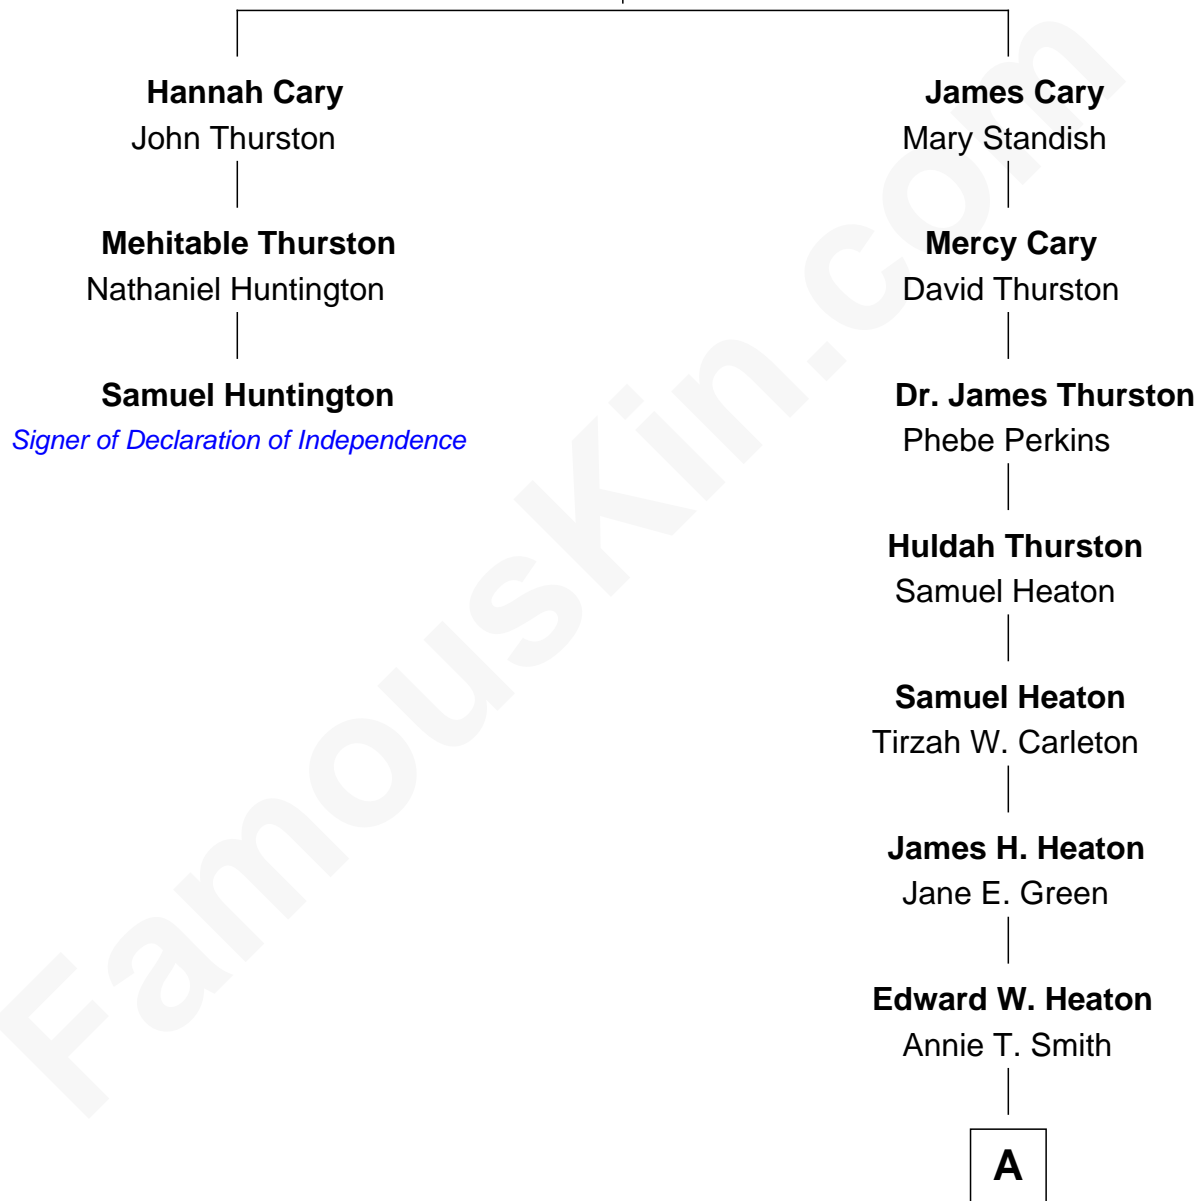 Hannah Cary
John Thurston
Mehitable Thurston
Nathaniel Huntington
Samuel Huntington
Signer of Declaration of Independence
James Cary
Mary Standish
Mercy Cary
David Thurston
Dr. James Thurston
Phebe Perkins
Huldah Thurston
Samuel Heaton
Samuel Heaton
Tirzah W. Carleton
James H. Heaton
Jane E. Green
Edward W. Heaton
Annie T. Smith
A
FamousKin.com